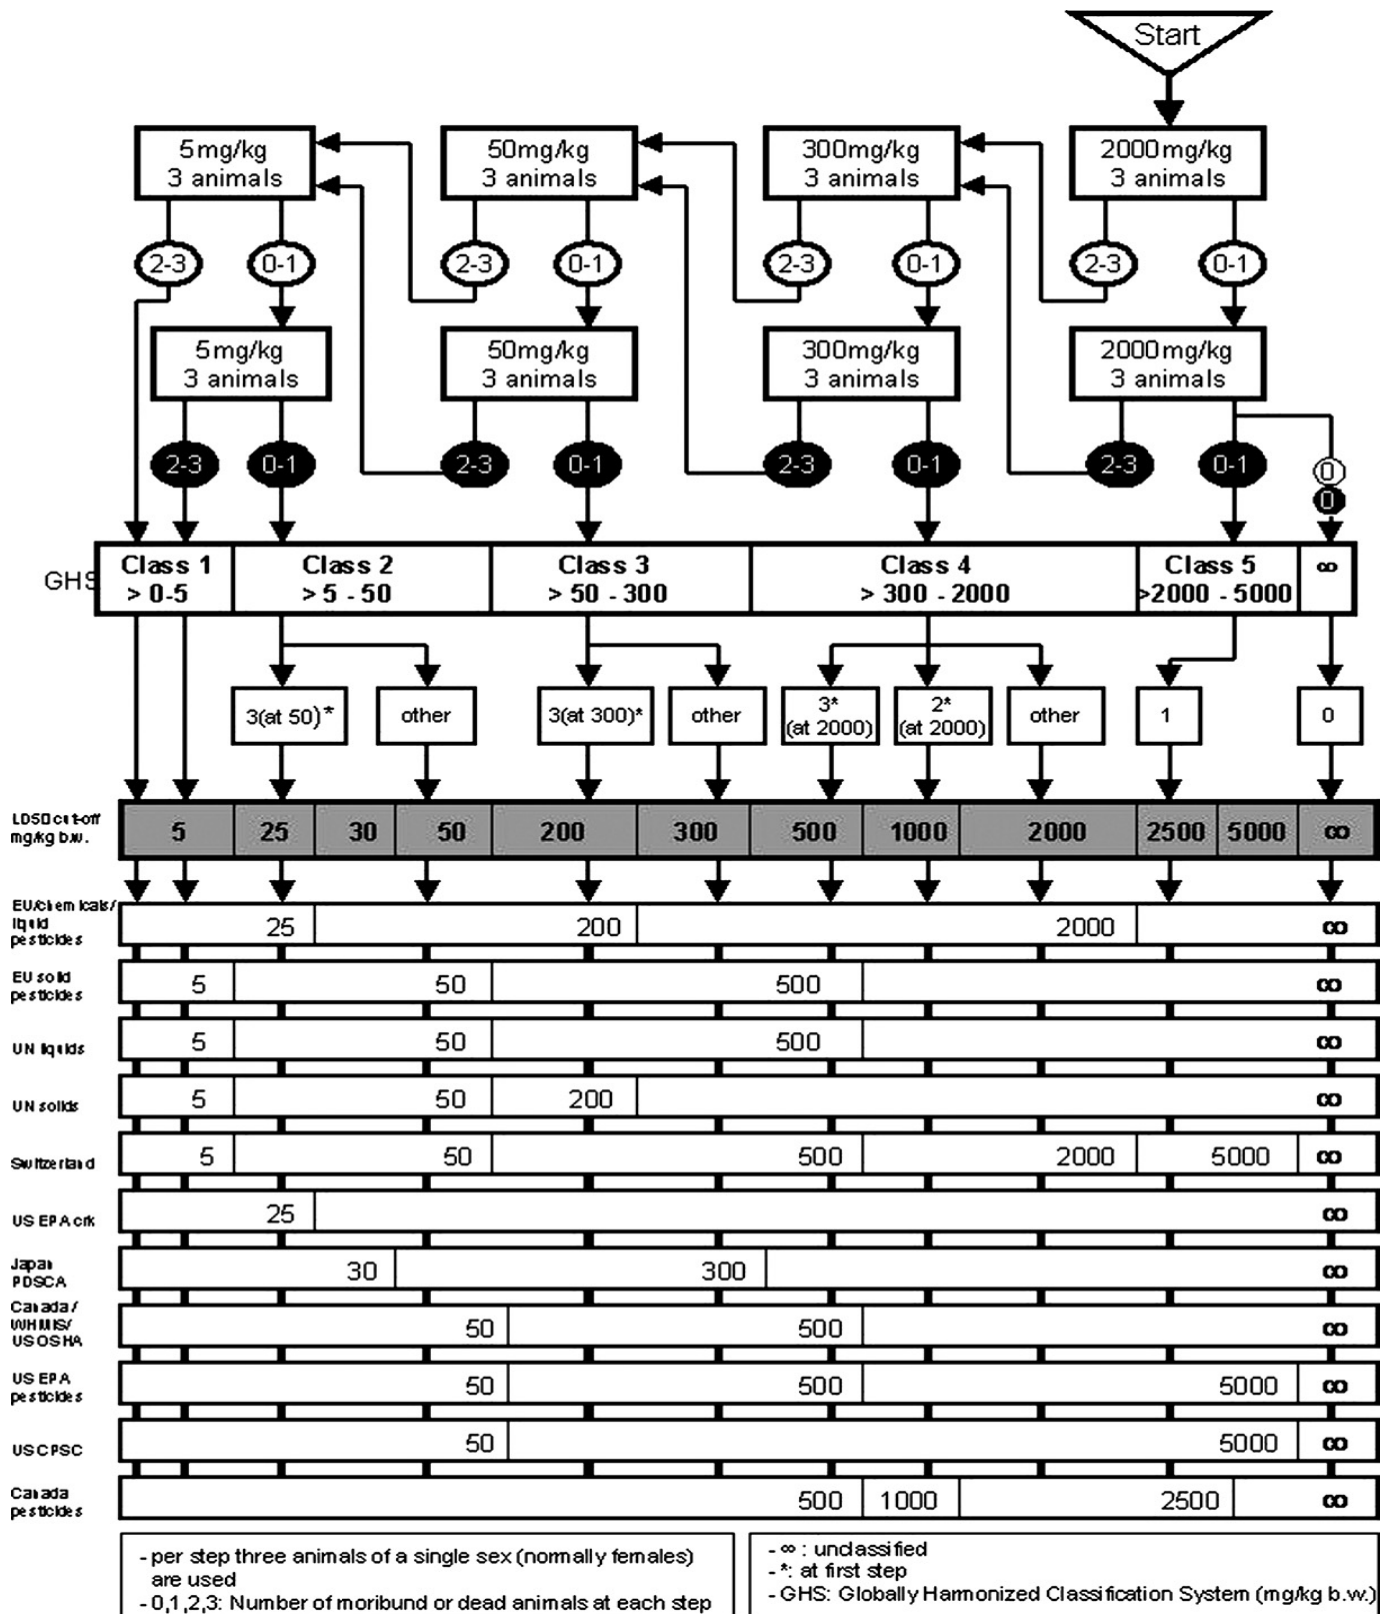 Start
5mg/kg 50mg/kg 300mg/kg 2000mg/kg
3 animals 3 animals 3 animals 3 animals
2-3 0-1 2-3 0-1 2-3 0-1 2-3 0-1
5mg/kg 50mg/kg 300mg/kg 2000mg/kg
3 animals 3 animals 3 animals 3 animals
2-3 0-1 2-3 0-1 2-3 0-1 2-3 0-1 0
0
GHS Class 1 Class 2 Class 3 Class 4 Class 5 ∞
> 0-5 > 5 - 50 > 50 - 300 > 300 - 2000 >2000 - 5000
3(at 50)* other 3(at 300)* other 3* 2* other 1 0
(at 2000) (at 2000)
LD50 cut-off
mg/kg b.w.
5 25 30 50 200 300 500 1000 2000 2500 5000 ∞
EU/chemicals/
liquid
pesticides
25 200 2000 ∞
EU solid
pesticides
5 50 500 ∞
UN liquids 5 50 500 ∞
UN solids 5 50 200 ∞
Switzerland 5 50 500 2000 5000 ∞
US EPA crk 25 ∞
Japan
PDSCA
30 300 ∞
Canada /
WHMIS/
US OSHA
50 500 ∞
US EPA
pesticides
50 500 5000 ∞
US CPSC 50 5000 ∞
Canada
pesticides
500 1000 2500 ∞
- per step three animals of a single sex (normally females)
are used
- 0,1,2,3: Number of moribund or dead animals at each step
- ∞ : unclassified
- *: at first step
- GHS: Globally Harmonized Classification System (mg/kg b.w.)